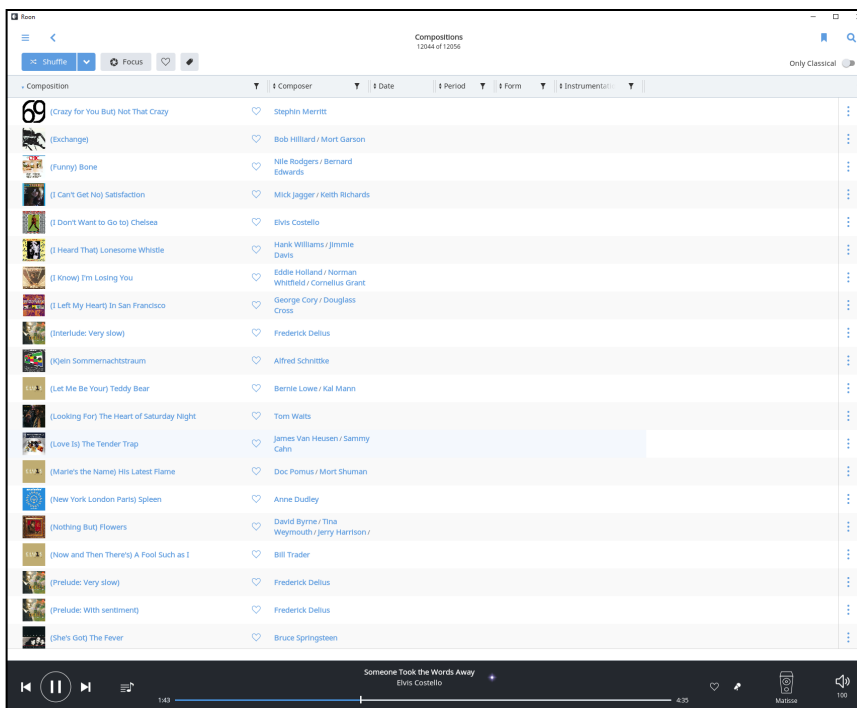 Roon
Compositions
12044 of 12056
Shuffle
Focus
Only Classical
Composition Composer Date Period Form Instrumentati
(Crazy for You But) Not That Crazy Stephin Merritt
(Exchange) Bob Hilliard / Mort Garson
(Funny) Bone Nile Rodgers / Bernard
Edwards
(I Can't Get No) Satisfaction Mick Jagger / Keith Richards
(I Don't Want to Go to) Chelsea Elvis Costello
(I Heard That) Lonesome Whistle Hank Williams / Jimmie
Davis
(I Know) I'm Losing You Eddie Holland / Norman
Whitfield / Cornelius Grant
(I Left My Heart) In San Francisco George Cory / Douglass
Cross
(Interlude: Very slow) Frederick Delius
(K)ein Sommernachtstraum Alfred Schnittke
(Let Me Be Your) Teddy Bear Bernie Lowe / Kal Mann
(Looking For) The Heart of Saturday Night Tom Waits
(Love Is) The Tender Trap James Van Heusen / Sammy
Cahn
(Marie's the Name) His Latest Flame Doc Pomus / Mort Shuman
(New York London Paris) Spleen Anne Dudley
(Nothing But) Flowers David Byrne / Tina
Weymouth / Jerry Harrison /
(Now and Then There's) A Fool Such as I Bill Trader
(Prelude: Very slow) Frederick Delius
(Prelude: With sentiment) Frederick Delius
(She's Got) The Fever Bruce Springsteen
69
Someone Took the Words Away
Elvis Costello
1:43
4:35
Matisse
100